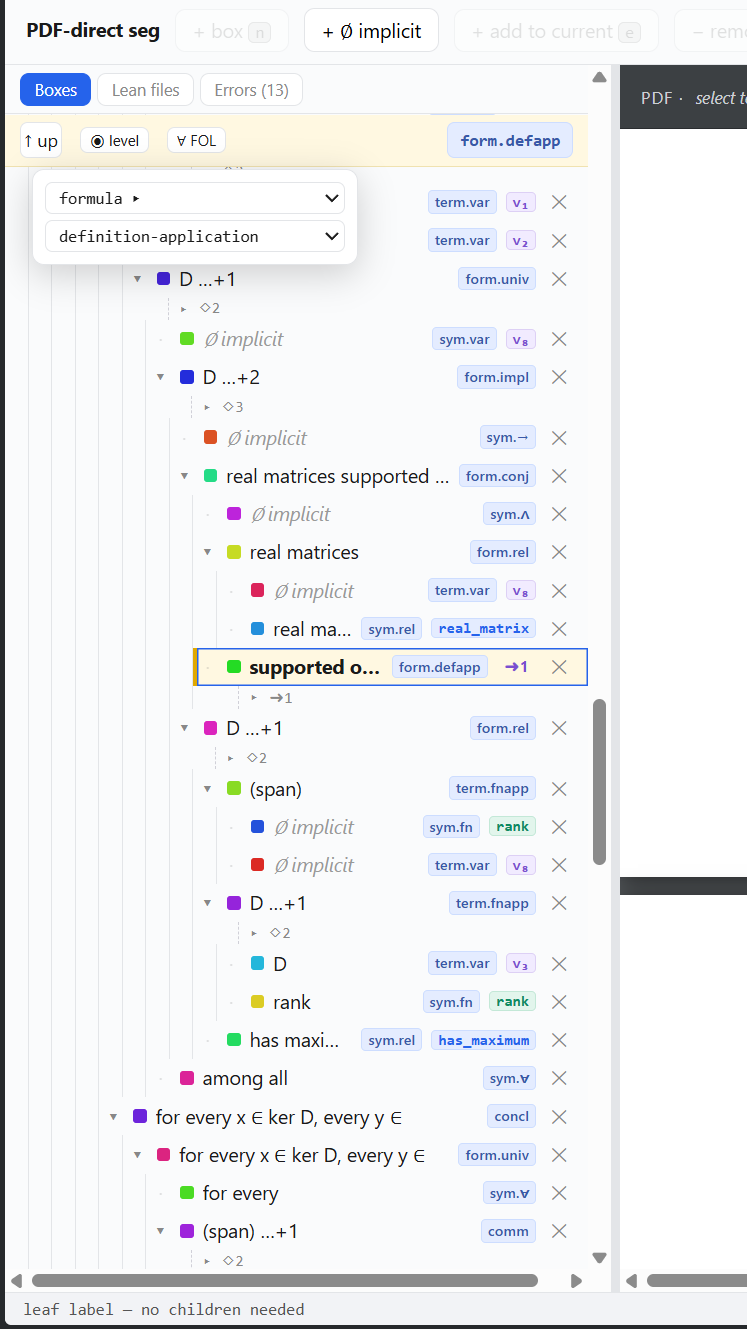 PDF-direct seg + box n + Ø implicit + add to current e − rem
Boxes Lean files Errors (13)
PDF · select t
↑ up ◉ level ∀ FOL form.defapp
formula ▸
term.var v₁
definition-application
term.var v₂
▾ D …+1 form.univ
▸ ◇2
Ø implicit sym.var v₈
▾ D …+2 form.impl
▸ ◇3
Ø implicit sym.→
▾ real matrices supported … form.conj
Ø implicit sym.∧
▾ real matrices form.rel
Ø implicit term.var v₈
real ma… sym.rel real_matrix
supported o… form.defapp ➔1
▸ ➔1
▾ D …+1 form.rel
▸ ◇2
▾ (span) term.fnapp
Ø implicit sym.fn rank
Ø implicit term.var v₈
▾ D …+1 term.fnapp
▸ ◇2
D term.var v₃
rank sym.fn rank
has maxi… sym.rel has_maximum
among all sym.∀
▾ for every x ∈ ker D, every y ∈ concl
▾ for every x ∈ ker D, every y ∈ form.univ
for every sym.∀
▾ (span) …+1 comm
▸ ◇2
leaf label — no children needed